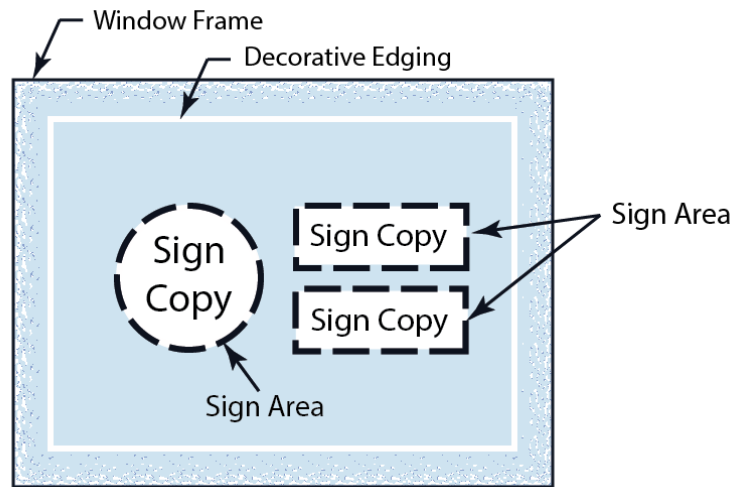 Window Frame
Decorative Edging
Sign
Copy
Sign Copy
Sign Copy
Sign Area
Sign Area